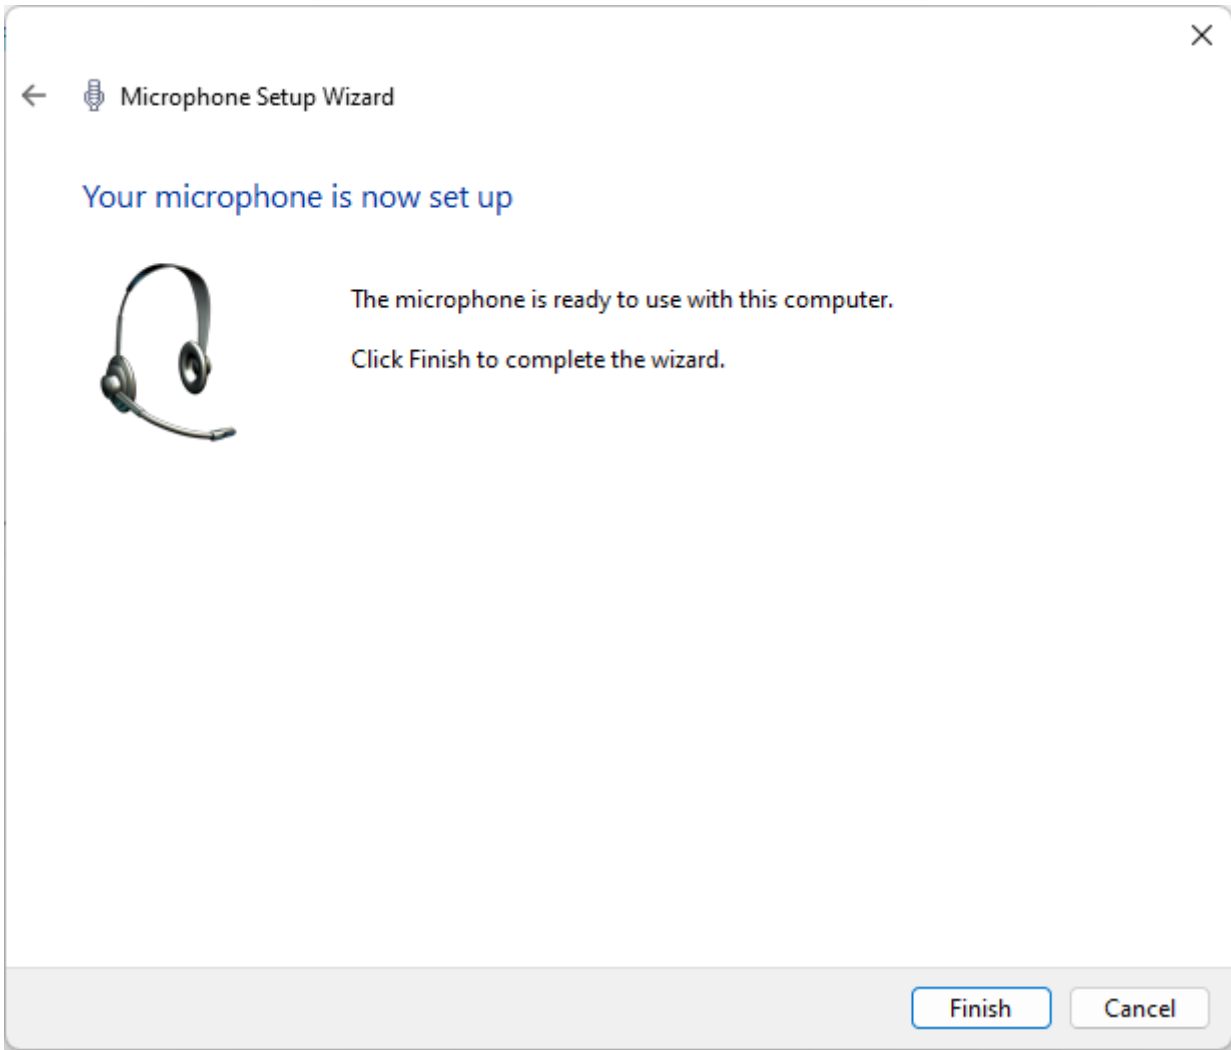 Microphone Setup Wizard
Your microphone is now set up
The microphone is ready to use with this computer.
Click Finish to complete the wizard.
Finish
Cancel